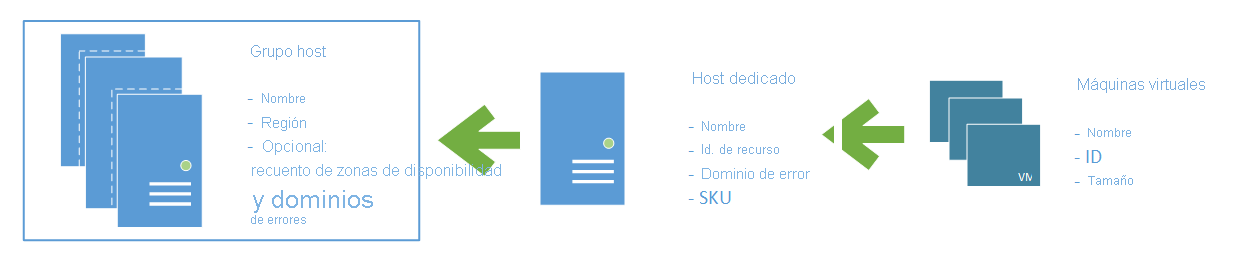 Grupo host
- Nombre
- Región
- Opcional:
recuento de zonas de disponibilidad
y dominios
de errores
Host dedicado
- Nombre
- Id. de recurso
- Dominio de error
- SKU
VM
Máquinas virtuales
- Nombre
- ID
- Tamaño